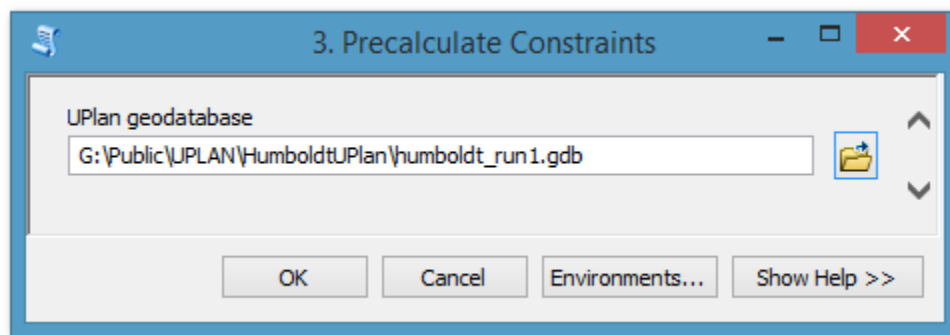 3. Precalculate Constraints
UPlan geodatabase
G:\Public\UPLAN\HumboldtUPlan\humboldt_run1.gdb
OK
Cancel
Environments...
Show Help >>